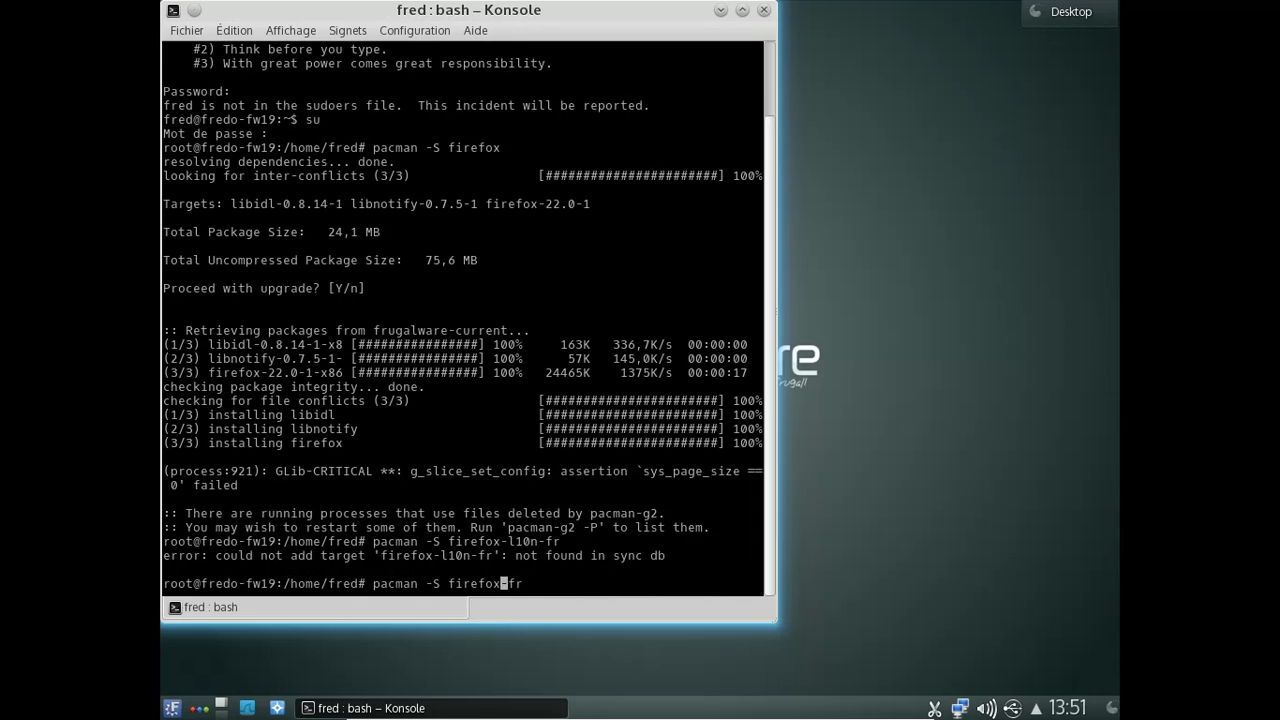 fred : bash – Konsole
Desktop
Fichier Édition Affichage Signets Configuration Aide
#2) Think before you type.
#3) With great power comes great responsibility.
Password:
fred is not in the sudoers file.  This incident will be reported.
fred@fredo-fw19:~$ su
Mot de passe :
root@fredo-fw19:/home/fred# pacman -S firefox
resolving dependencies... done.
looking for inter-conflicts (3/3) [#######################] 100%
Targets: libidl-0.8.14-1 libnotify-0.7.5-1 firefox-22.0-1
Total Package Size:   24,1 MB
Total Uncompressed Package Size:   75,6 MB
Proceed with upgrade? [Y/n]
:: Retrieving packages from frugalware-current...
(1/3) libidl-0.8.14-1-x8 [################] 100% 163K 336,7K/s 00:00:00
(2/3) libnotify-0.7.5-1- [################] 100% 57K 145,0K/s 00:00:00
(3/3) firefox-22.0-1-x86 [################] 100% 24465K 1375K/s 00:00:17
checking package integrity... done.
checking for file conflicts (3/3) [#######################] 100%
(1/3) installing libidl [#######################] 100%
(2/3) installing libnotify [#######################] 100%
(3/3) installing firefox [#######################] 100%
(process:921): GLib-CRITICAL **: g_slice_set_config: assertion `sys_page_size ==
0' failed
:: There are running processes that use files deleted by pacman-g2.
:: You may wish to restart some of them. Run 'pacman-g2 -P' to list them.
root@fredo-fw19:/home/fred# pacman -S firefox-l10n-fr
error: could not add target 'firefox-l10n-fr': not found in sync db
root@fredo-fw19:/home/fred# pacman -S firefox-fr
fred : bash
fred : bash – Konsole
13:51